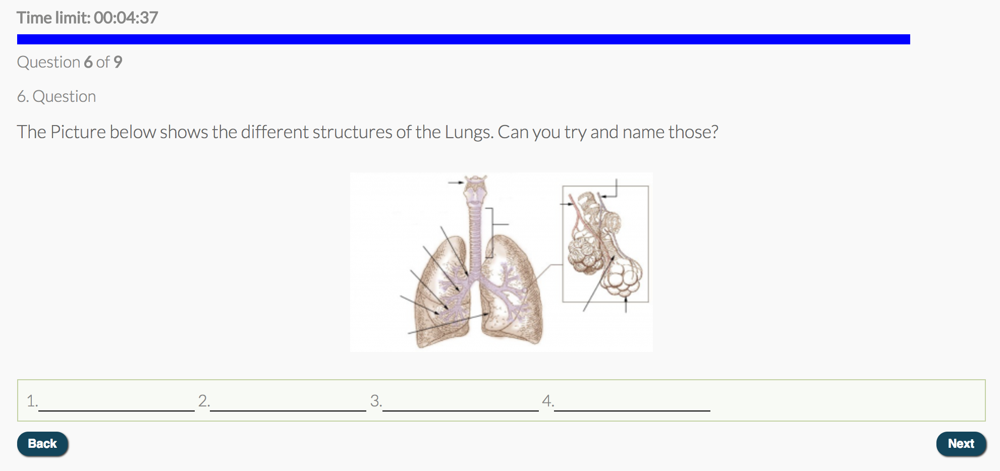 Time limit: 00:04:37
Question 6 of 9
6. Question
The Picture below shows the different structures of the Lungs. Can you try and name those?
1. 2. 3. 4.
Back
Next